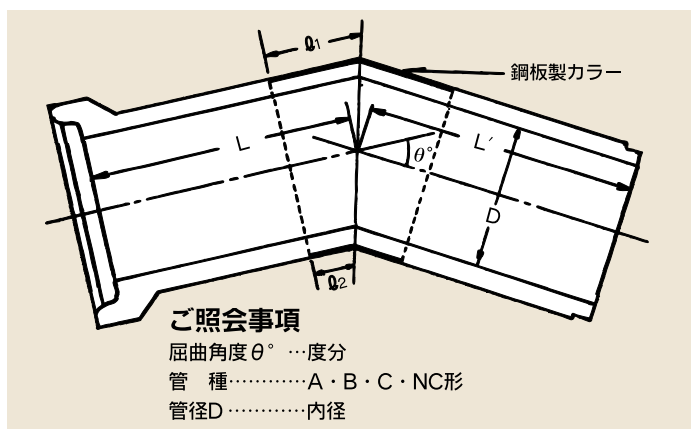 ℓ1
鋼板製カラー
L
L′
θ°
D
ℓ2
ご照会事項
屈曲角度θ° …度分
管　種…………A・B・C・NC形
管径D…………内径